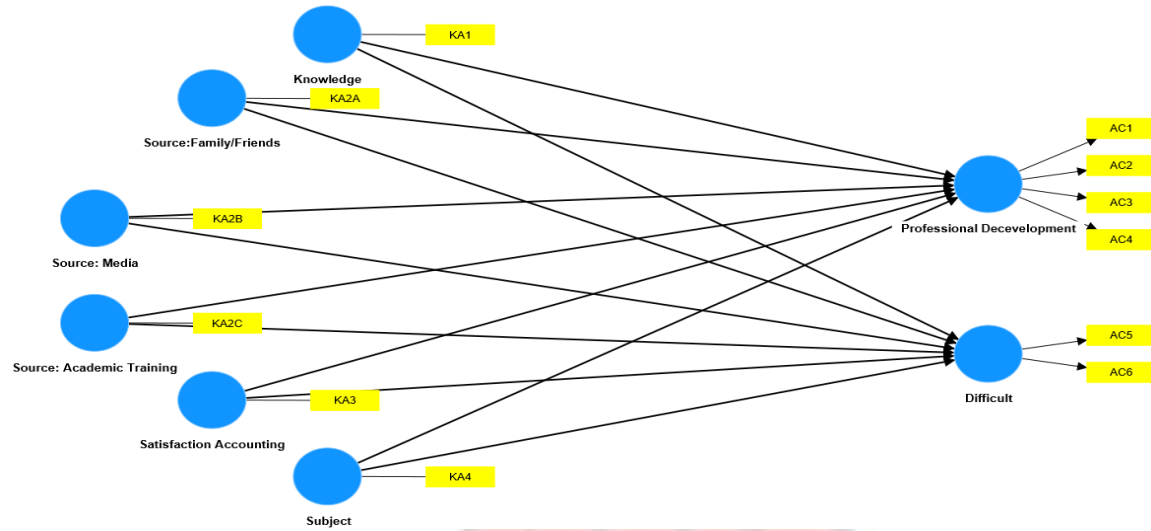 KA1
Knowledge
KA2A
Source:Family/Friends
AC1
AC2
AC3
AC4
Professional Decevelopment
KA2B
Source: Media
KA2C
Source: Academic Training
AC5
AC6
Difficult
KA3
Satisfaction Accounting
KA4
Subject